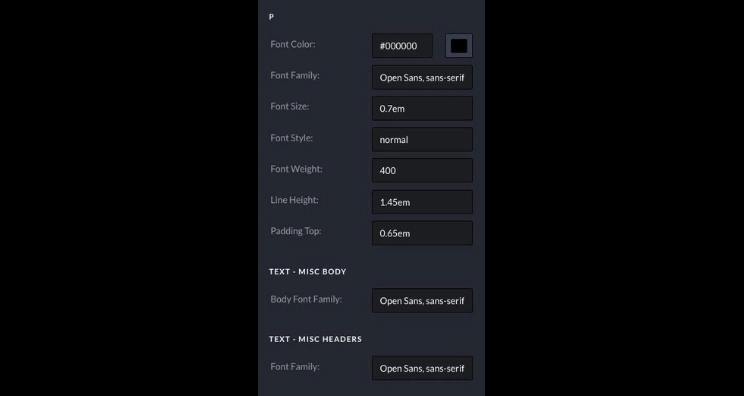 P
Font Color: #000000
Font Family: Open Sans, sans-serif
Font Size: 0.7em
Font Style: normal
Font Weight: 400
Line Height: 1.45em
Padding Top: 0.65em
TEXT - MISC BODY
Body Font Family: Open Sans, sans-serif
TEXT - MISC HEADERS
Font Family: Open Sans, sans-serif